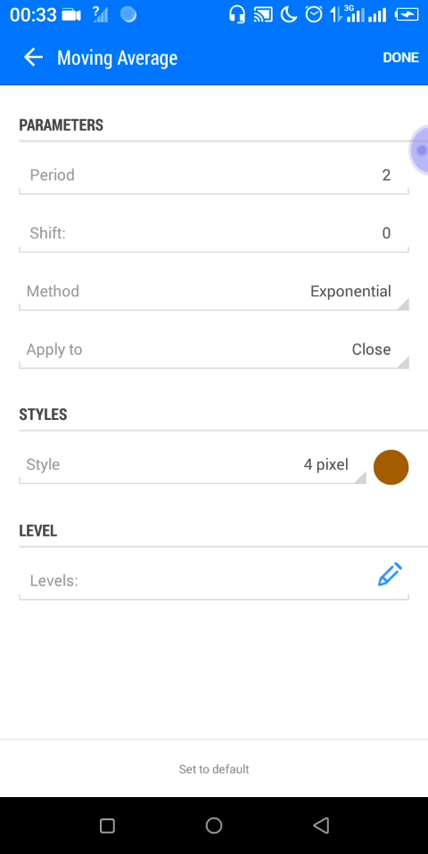 00:33 ? 3G
Moving Average DONE
PARAMETERS
Period 2
Shift: 0
Method Exponential
Apply to Close
STYLES
Style 4 pixel
LEVEL
Levels:
Set to default